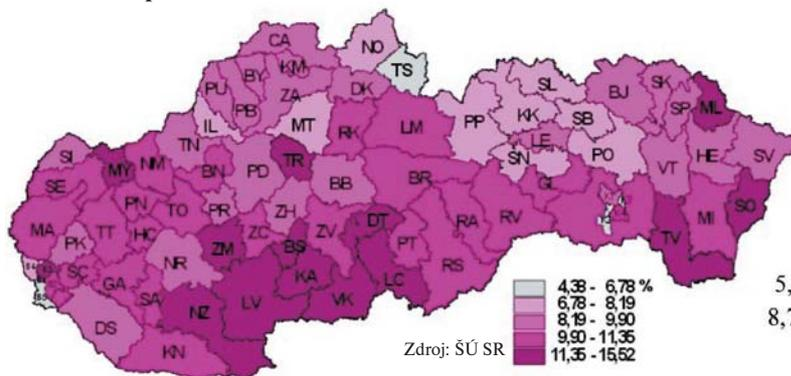 CA
NO
TS
KM
BY
PU
PB
ZA
DK
IL
MT
RK
LM
PP
SL
KK
SB
LE
SN
PO
BJ
SK
SP
ML
VT
HE
SV
SI
TN
MY
NM
BN
PD
TR
BB
BR
GL
SE
PN
TO
PR
ZH
MA
TT
HC
ZC
ZV
DT
PT
RA
RV
RS
TV
MI
SO
PK
NR
ZM
BS
KA
LC
SC
GA
SA
NZ
LV
VK
DS
KN
4,38 - 6,78 %
6,78 - 8,19
8,19 - 9,90
9,90 - 11,35
11,35 - 15,52
5,
8,7
Zdroj: ŠÚ SR